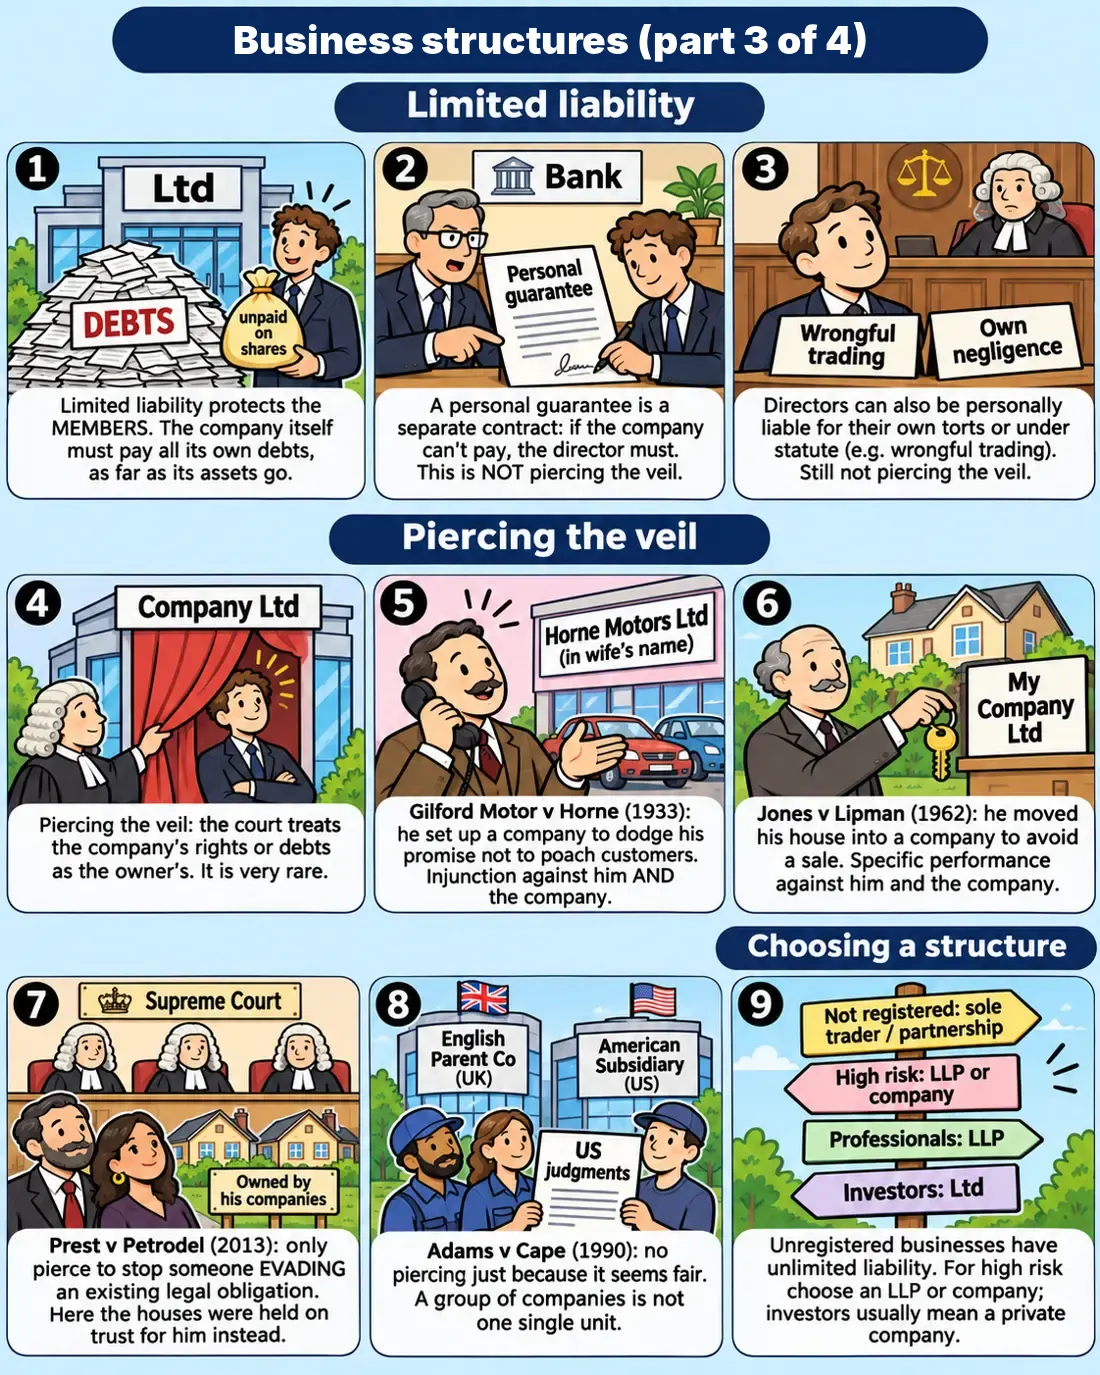 Business structures (part 3 of 4)
Limited liability
1
Ltd
DEBTS
unpaid
on
shares
Limited liability protects the
MEMBERS. The company itself
must pay all its own debts,
as far as its assets go.
2
Bank
Personal
guarantee
A personal guarantee is a
separate contract: if the company
can't pay, the director must.
This is NOT piercing the veil.
3
Wrongful
trading
Own
negligence
Directors can also be personally
liable for their own torts or under
statute (e.g. wrongful trading).
Still not piercing the veil.
Piercing the veil
4
Company Ltd
Piercing the veil: the court treats
the company's rights or debts
as the owner's. It is very rare.
5
Horne Motors Ltd
(in wife's name)
Gilford Motor v Horne (1933):
he set up a company to dodge his
promise not to poach customers.
Injunction against him AND
the company.
6
My
Company
Ltd
Jones v Lipman (1962): he moved
his house into a company to avoid
a sale. Specific performance
against him and the company.
Choosing a structure
7
Supreme Court
Owned by
his companies
Prest v Petrodel (2013): only
pierce to stop someone EVADING
an existing legal obligation.
Here the houses were held on
trust for him instead.
8
English
Parent Co
(UK)
American
Subsidiary
(US)
US
judgments
Adams v Cape (1990): no
piercing just because it seems fair.
A group of companies is not
one single unit.
9
Not registered: sole
trader / partnership
High risk: LLP or
company
Professionals: LLP
Investors: Ltd
Unregistered businesses have
unlimited liability. For high risk
choose an LLP or company;
investors usually mean a private
company.